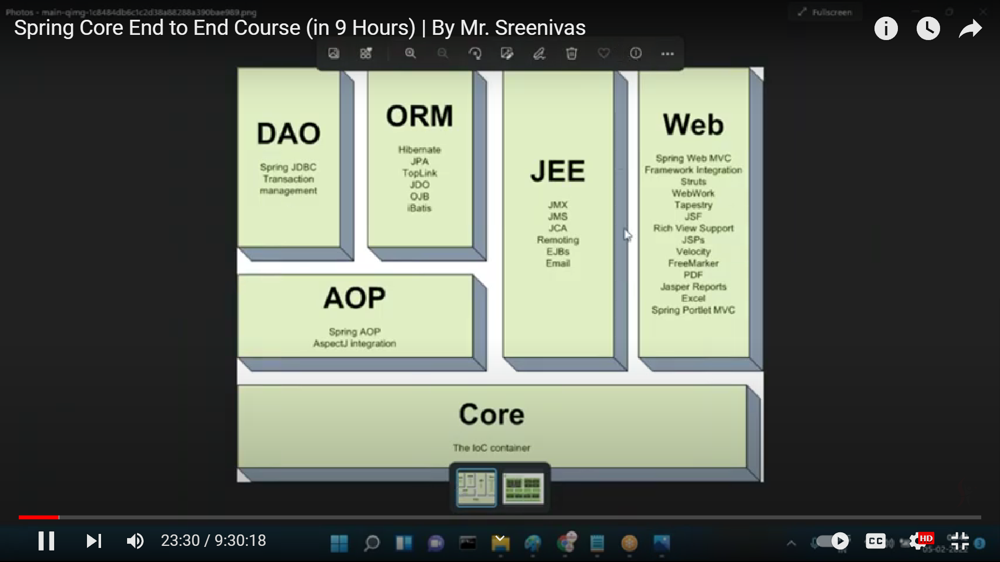 Photos - main-qimg-1c8484db6c1c2d38a88288a390bae989.png
Fullscreen
Spring Core End to End Course (in 9 Hours) | By Mr. Sreenivas
DAO
Spring JDBC
Transaction
management
ORM
Hibernate
JPA
TopLink
JDO
OJB
iBatis
JEE
JMX
JMS
JCA
Remoting
EJBs
Email
Web
Spring Web MVC
Framework Integration
Struts
WebWork
Tapestry
JSF
Rich View Support
JSPs
Velocity
FreeMarker
PDF
Jasper Reports
Excel
Spring Portlet MVC
AOP
Spring AOP
AspectJ integration
Core
The IoC container
23:30 / 9:30:18
CC
HD
05-02-2022
3